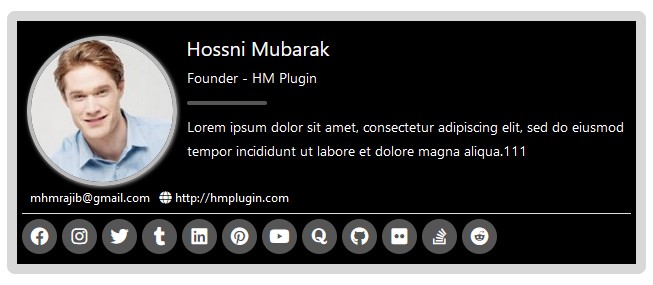 Hossni Mubarak
Founder - HM Plugin
Lorem ipsum dolor sit amet, consectetur adipiscing elit, sed do eiusmod
tempor incididunt ut labore et dolore magna aliqua.111
mhmrajib@gmail.com http://hmplugin.com